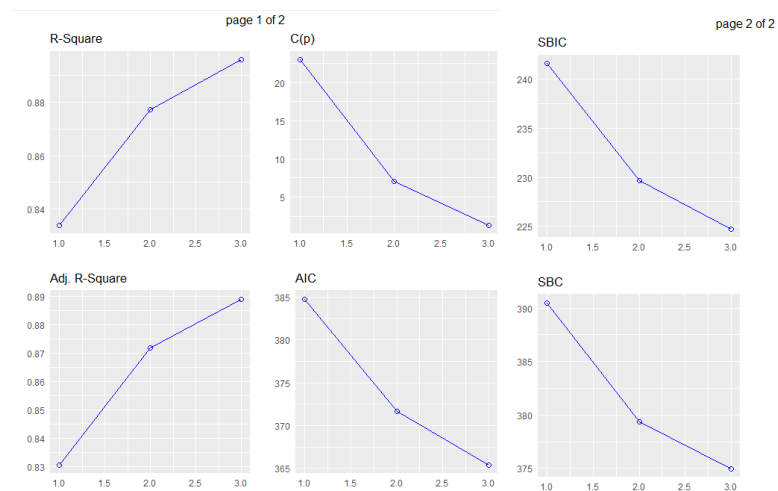 page 1 of 2
page 2 of 2
R-Square
0.88
0.86
0.84
1.0 1.5 2.0 2.5 3.0
C(p)
20
15
10
5
1.0 1.5 2.0 2.5 3.0
SBIC
240
235
230
225
1.0 1.5 2.0 2.5 3.0
Adj. R-Square
0.89
0.88
0.87
0.86
0.85
0.84
0.83
1.0 1.5 2.0 2.5 3.0
AIC
385
380
375
370
365
1.0 1.5 2.0 2.5 3.0
SBC
390
385
380
375
1.0 1.5 2.0 2.5 3.0